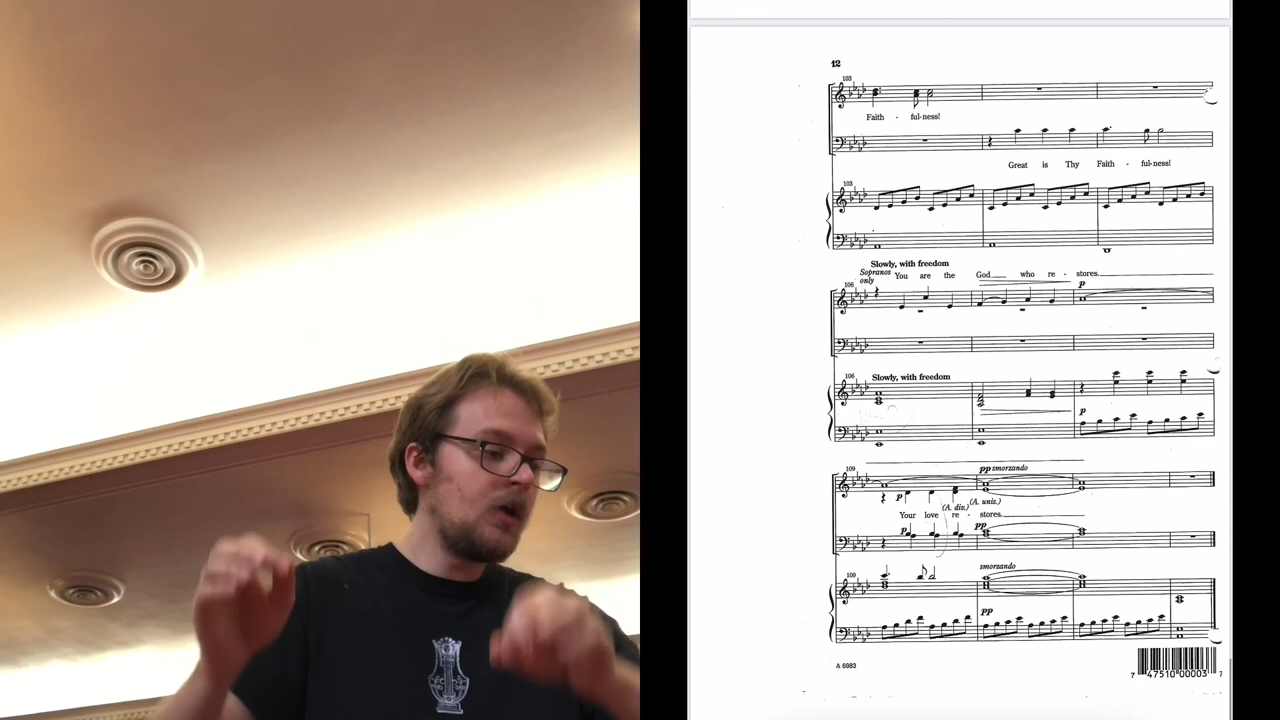 12
103
Faith - ful-ness!
Great is Thy Faith - ful-ness!
103
Slowly, with freedom
Sopranos only
You are the God who re - stores.
106
p
Slowly, with freedom
106
p
109
pp smorzando
p
(A. div.) (A. unis.)
Your love re - stores.
p
pp
109
smorzando
pp
A 6983
7 47510 00003 7